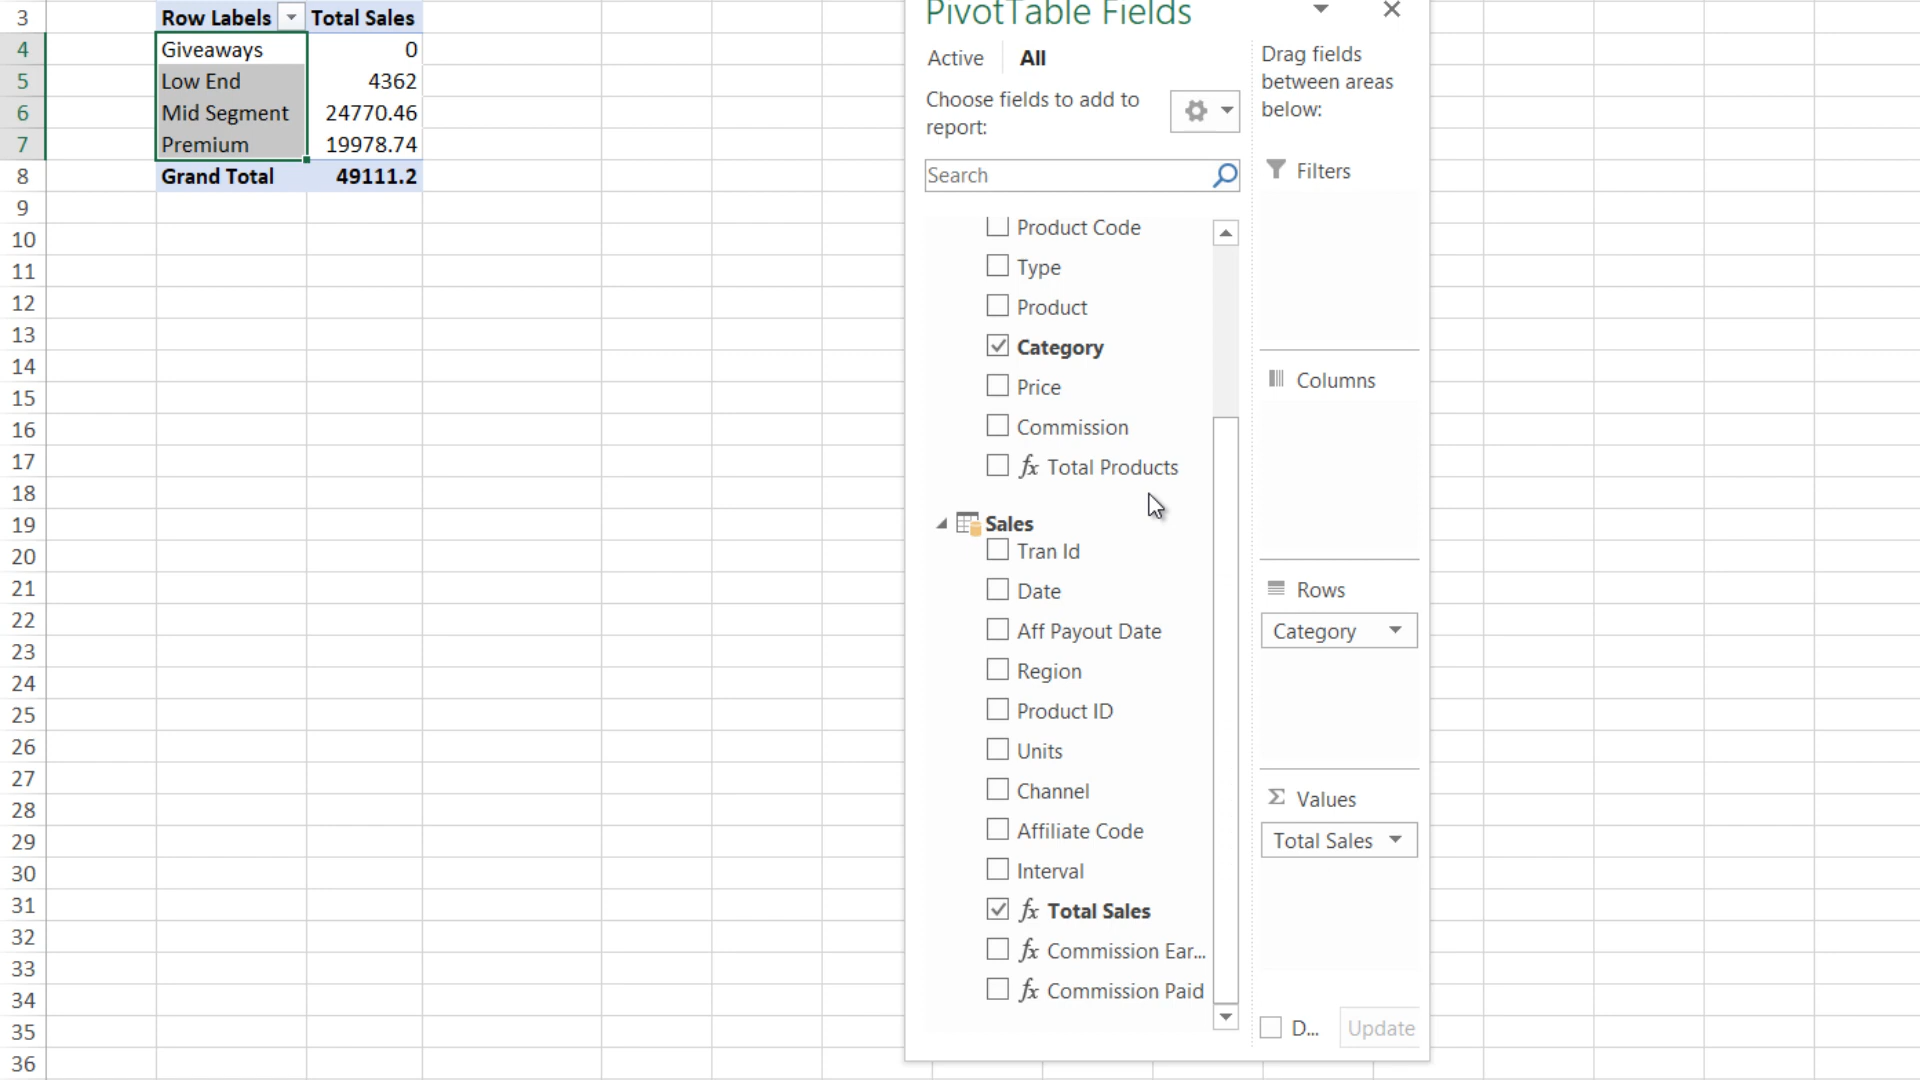 3 Row Labels Total Sales
4 Giveaways 0
5 Low End 4362
6 Mid Segment 24770.46
7 Premium 19978.74
8 Grand Total 49111.2
9
10
11
12
13
14
15
16
17
18
19
20
21
22
23
24
25
26
27
28
29
30
31
32
33
34
35
36
PivotTable Fields
Active All
Choose fields to add to
report:
Search
Product Code
Type
Product
Category
Price
Commission
fx Total Products
Sales
Tran Id
Date
Aff Payout Date
Region
Product ID
Units
Channel
Affiliate Code
Interval
fx Total Sales
fx Commission Ear...
fx Commission Paid
Drag fields
between areas
below:
Filters
Columns
Rows
Category
Σ Values
Total Sales
D... Update